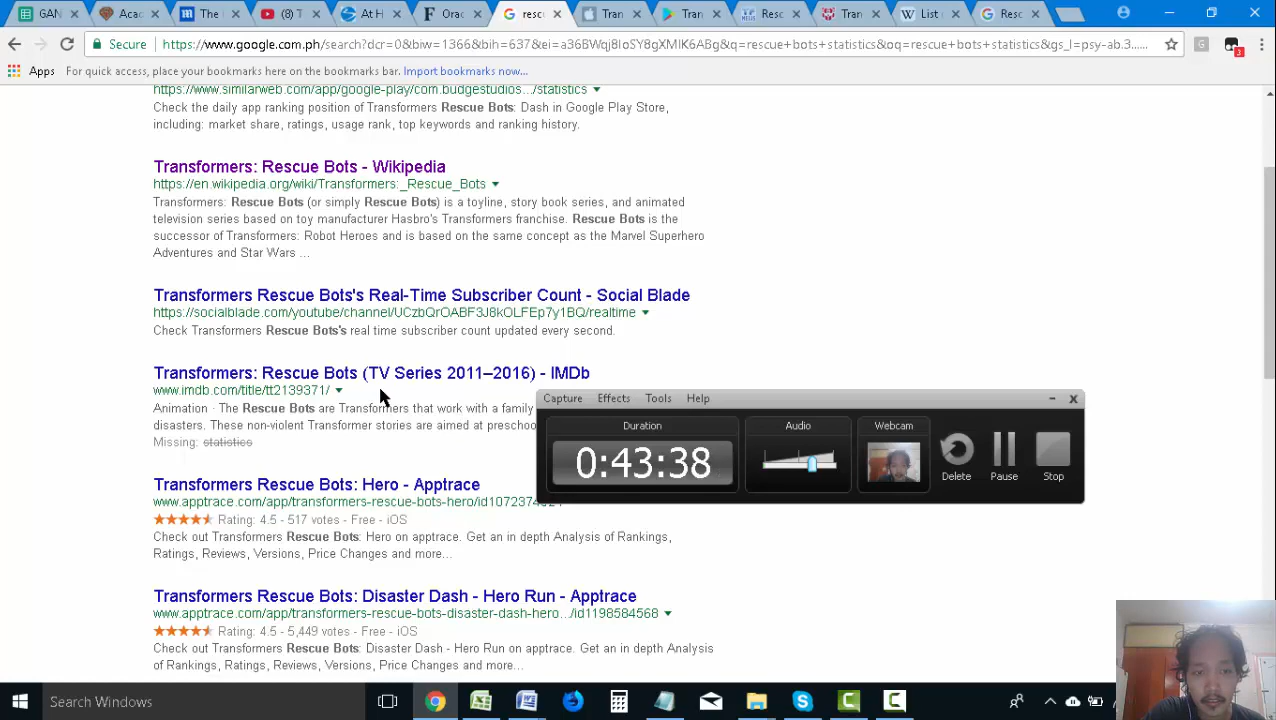 GAN
Aca
The I
(8) T
At H
Orac
rescu
Tran
Tran
Resc
Tran
List
Resc
Secure
https://www.google.com.ph/search?dcr=0&biw=1366&bih=637&ei=a36BWqj8IoSY8gXMIK6ABg&q=rescue+bots+statistics&oq=rescue+bots+statistics&gs_l=psy-ab.3......
Apps For quick access, place your bookmarks here on the bookmarks bar. Import bookmarks now...
https://www.similarweb.com/app/google-play/com.budgestudios.../statistics
Check the daily app ranking position of Transformers Rescue Bots: Dash in Google Play Store,
including: market share, ratings, usage rank, top keywords and ranking history.
Transformers: Rescue Bots - Wikipedia
https://en.wikipedia.org/wiki/Transformers:_Rescue_Bots
Transformers: Rescue Bots (or simply Rescue Bots) is a toyline, story book series, and animated
television series based on toy manufacturer Hasbro's Transformers franchise. Rescue Bots is the
successor of Transformers: Robot Heroes and is based on the same concept as the Marvel Superhero
Adventures and Star Wars ...
Transformers Rescue Bots's Real-Time Subscriber Count - Social Blade
https://socialblade.com/youtube/channel/UCzbQrOABF3J8kOLFEp7y1BQ/realtime
Check Transformers Rescue Bots's real time subscriber count updated every second.
Transformers: Rescue Bots (TV Series 2011–2016) - IMDb
www.imdb.com/title/tt2139371/
Animation · The Rescue Bots are Transformers that work with a family
disasters. These non-violent Transformer stories are aimed at preschoo
Missing: statistics
Capture Effects Tools Help
Duration
Audio
Webcam
0:43:38
Delete
Pause
Stop
Transformers Rescue Bots: Hero - Apptrace
www.apptrace.com/app/transformers-rescue-bots-hero/id1072374
Rating: 4.5 - 517 votes - Free - iOS
Check out Transformers Rescue Bots: Hero on apptrace. Get an in depth Analysis of Rankings,
Ratings, Reviews, Versions, Price Changes and more...
Transformers Rescue Bots: Disaster Dash - Hero Run - Apptrace
www.apptrace.com/app/transformers-rescue-bots-disaster-dash-hero.../id1198584568
Rating: 4.5 - 5,449 votes - Free - iOS
Check out Transformers Rescue Bots: Disaster Dash - Hero Run on apptrace. Get an in depth Analysis
of Rankings, Ratings, Reviews, Versions, Price Changes and more...
Search Windows